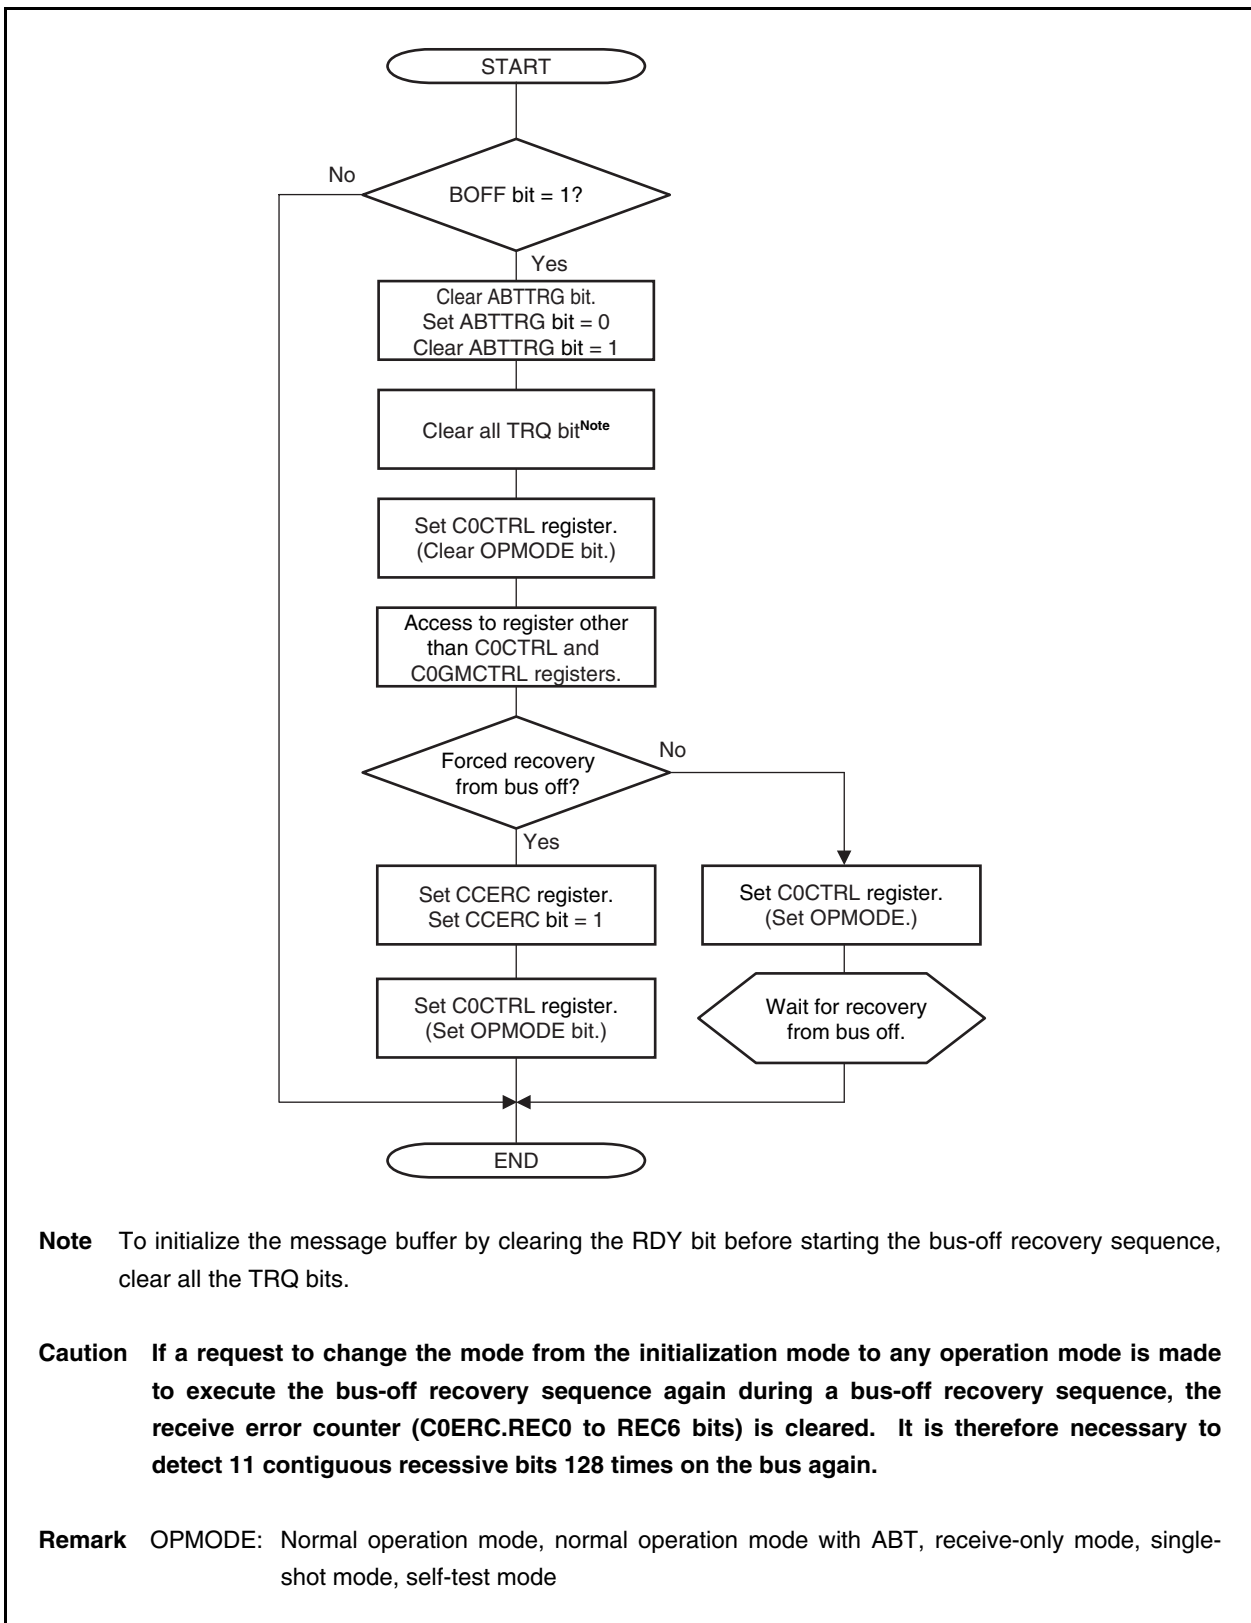 START
No
BOFF bit = 1?
Yes
Clear ABTTRG bit.
Set ABTTRG bit = 0
Clear ABTTRG bit = 1
Clear all TRQ bitNote
Set C0CTRL register.
(Clear OPMODE bit.)
Access to register other
than C0CTRL and
C0GMCTRL registers.
Forced recovery
from bus off?
No
Yes
Set CCERC register.
Set CCERC bit = 1
Set C0CTRL register.
(Set OPMODE.)
Set C0CTRL register.
(Set OPMODE bit.)
Wait for recovery
from bus off.
END
Note To initialize the message buffer by clearing the RDY bit before starting the bus-off recovery sequence,
clear all the TRQ bits.
Caution If a request to change the mode from the initialization mode to any operation mode is made
to execute the bus-off recovery sequence again during a bus-off recovery sequence, the
receive error counter (C0ERC.REC0 to REC6 bits) is cleared. It is therefore necessary to
detect 11 contiguous recessive bits 128 times on the bus again.
Remark OPMODE: Normal operation mode, normal operation mode with ABT, receive-only mode, single-
shot mode, self-test mode